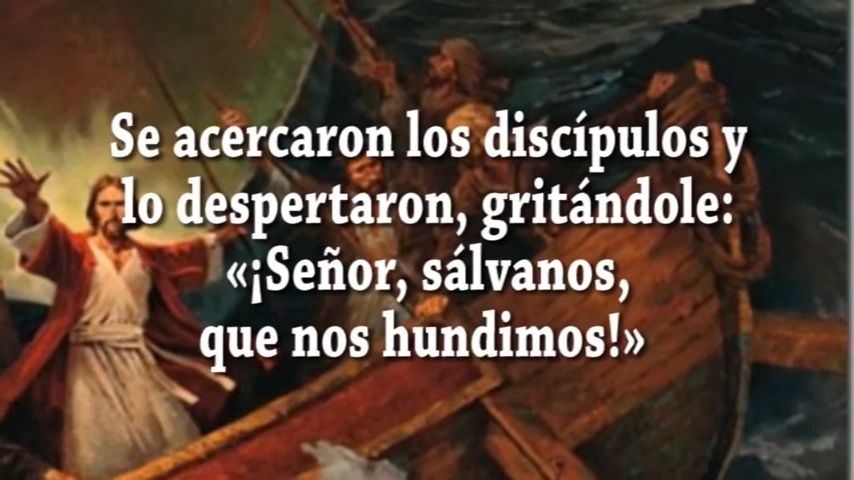 Se acercaron los discípulos y
lo despertaron, gritándole:
«¡Señor, sálvanos,
que nos hundimos!»